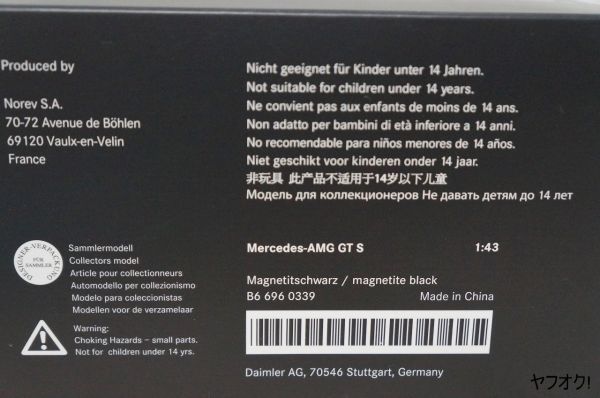 Produced by
Norev S.A.
70-72 Avenue de Böhlen
69120 Vaulx-en-Velin
France
Nicht geeignet für Kinder unter 14 Jahren.
Not suitable for children under 14 years.
Ne convient pas aux enfants de moins de 14 ans.
Non adatto per bambini di età inferiore a 14 anni.
No recomendable para niños menores de 14 años.
Niet geschikt voor kinderen onder 14 jaar.
非玩具 此产品不适用于14岁以下儿童
Модель для коллекционеров Не давать детям до 14 лет
DESIGNER-VERPACKUNG
FÜR
SAMMLER
Sammlermodell
Collectors model
Article pour collectionneurs
Automodello per collezionismo
Modelo para coleccionistas
Modellen voor de verzamelaar
Warning:
Choking Hazards - small parts.
Not for children under 14 yrs.
Mercedes-AMG GT S 1:43
Magnetitschwarz / magnetite black
B6 696 0339 Made in China
Daimler AG, 70546 Stuttgart, Germany
ヤフオク!